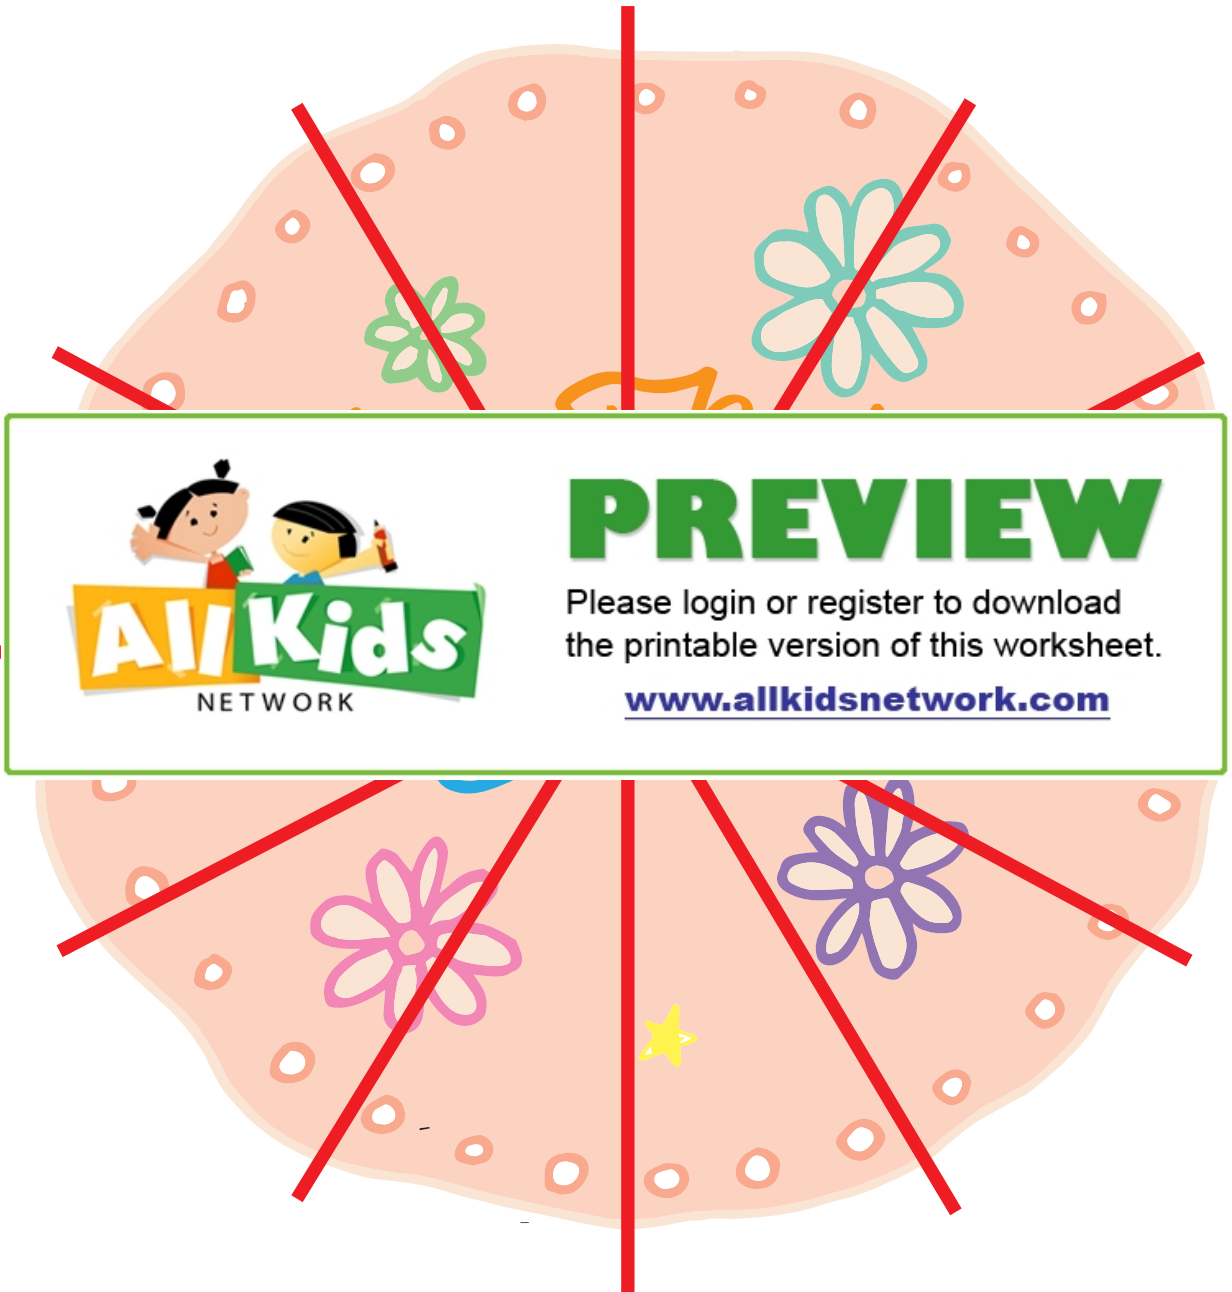 All Kids
NETWORK
PREVIEW
Please login or register to download
the printable version of this worksheet.
www.allkidsnetwork.com